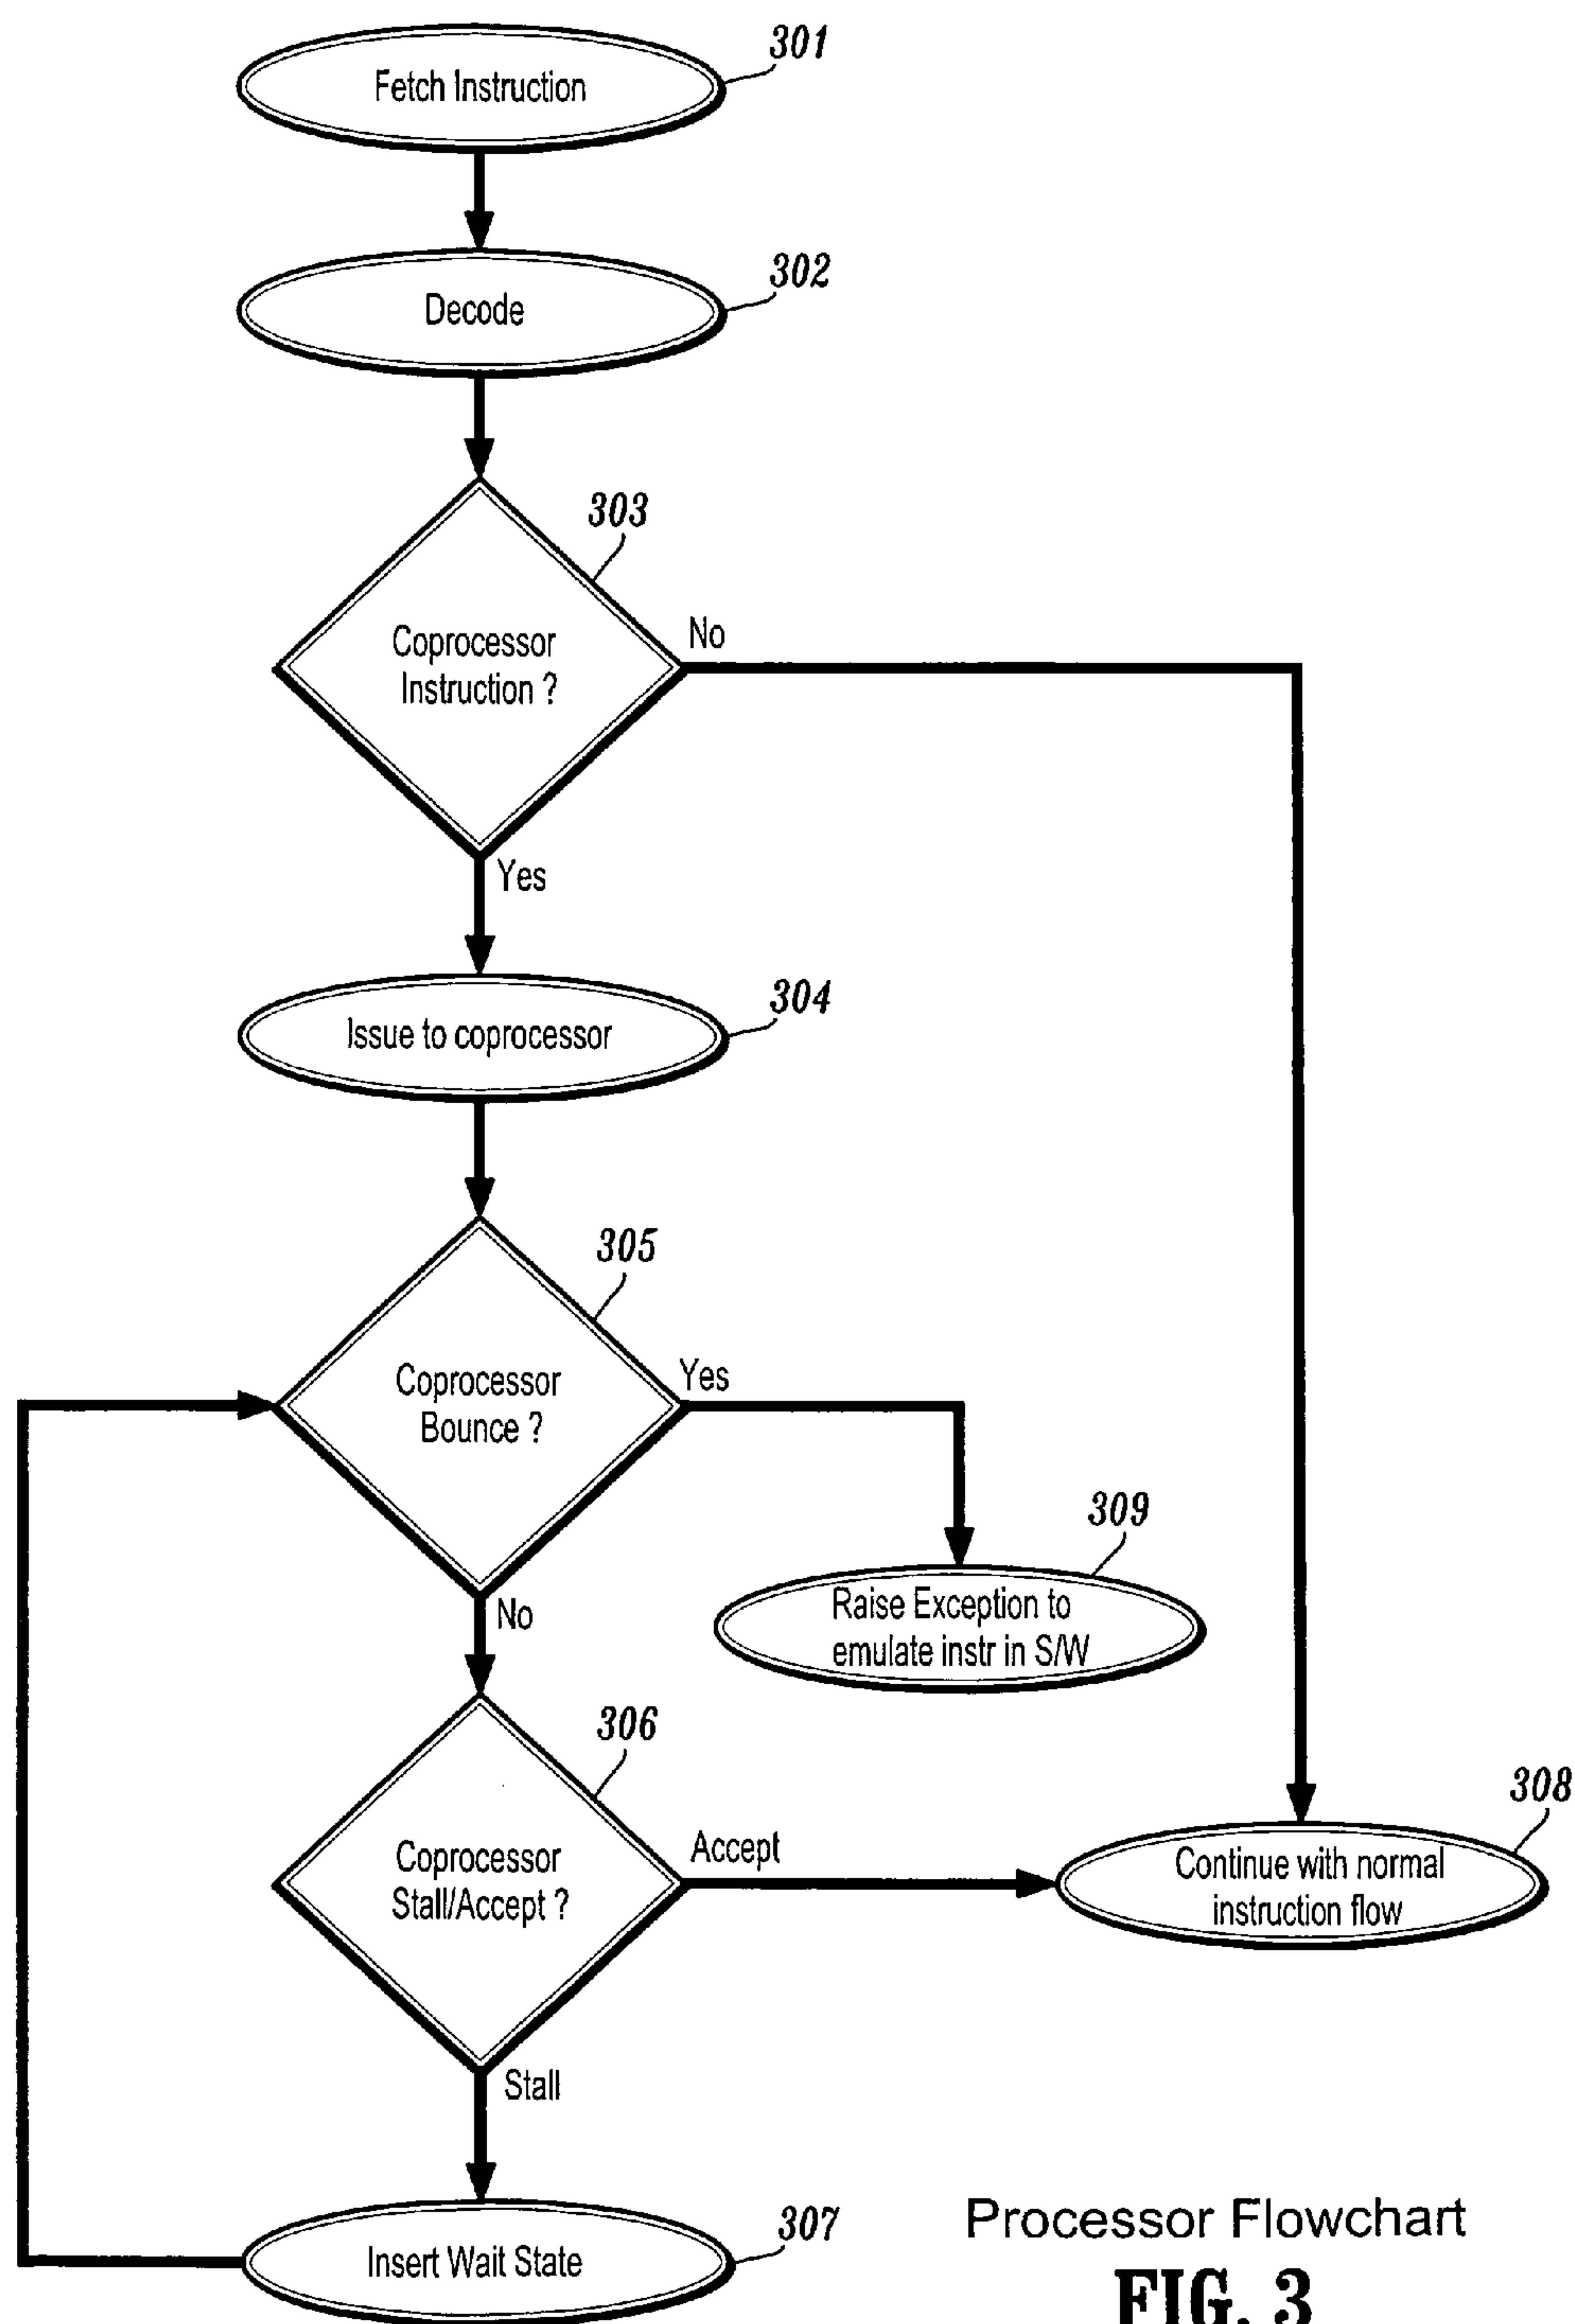 301
Fetch Instruction
302
Decode
303
Coprocessor
Instruction ?
No
Yes
304
Issue to coprocessor
305
Coprocessor
Bounce ?
Yes
No
309
Raise Exception to
emulate instr in S/W
306
Coprocessor
Stall/Accept ?
Accept
308
Continue with normal
instruction flow
Stall
307
Insert Wait State
Processor Flowchart
FIG. 3